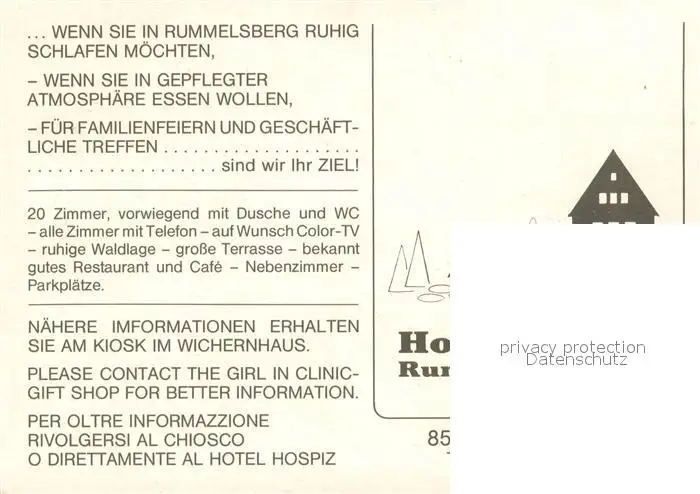 ... WENN SIE IN RUMMELSBERG RUHIG
SCHLAFEN MÖCHTEN,
– WENN SIE IN GEPFLEGTER
ATMOSPHÄRE ESSEN WOLLEN,
– FÜR FAMILIENFEIERN UND GESCHÄFT-
LICHE TREFFEN . . . . . . . . . . . . . . . . . . . .
. . . . . . . . . . . . . . . . . . . . sind wir Ihr ZIEL!
20 Zimmer, vorwiegend mit Dusche und WC
– alle Zimmer mit Telefon – auf Wunsch Color-TV
– ruhige Waldlage – große Terrasse – bekannt
gutes Restaurant und Café – Nebenzimmer –
Parkplätze.
NÄHERE IMFORMATIONEN ERHALTEN
SIE AM KIOSK IM WICHERNHAUS.
PLEASE CONTACT THE GIRL IN CLINIC-
GIFT SHOP FOR BETTER INFORMATION.
PER OLTRE INFORMAZZIONE
RIVOLGERSI AL CHIOSCO
O DIRETTAMENTE AL HOTEL HOSPIZ
Ho
Rum
85
privacy protection
Datenschutz